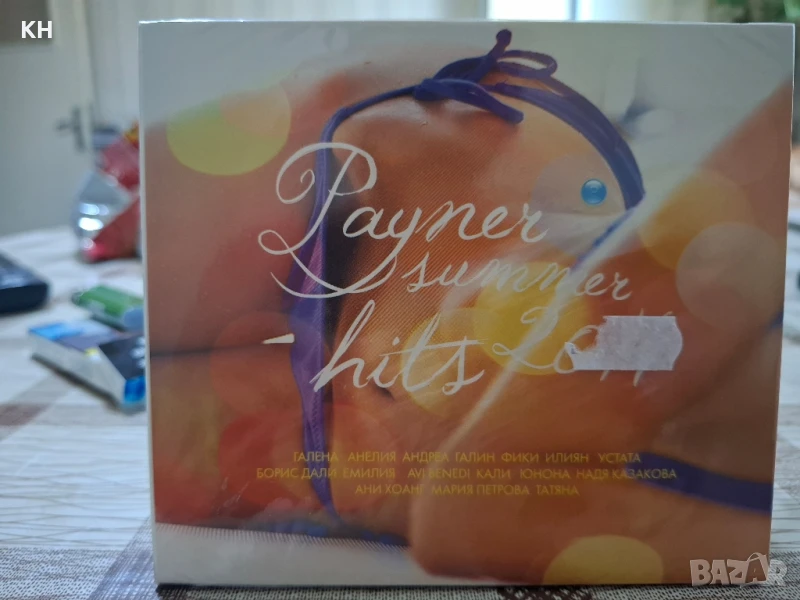 KH
Payner
summer
- hits
ГАЛЕНА АНЕЛИЯ АНДРЕА ГАЛИН ФИКИ ИЛИЯН УСТАТА
БОРИС ДАЛИ ЕМИЛИЯ AVI BENEDI КАЛИ ЮНОНА НАДЯ КАЗАКОВА
АНИ ХОАНГ МАРИЯ ПЕТРОВА ТАТЯНА
BAZAR